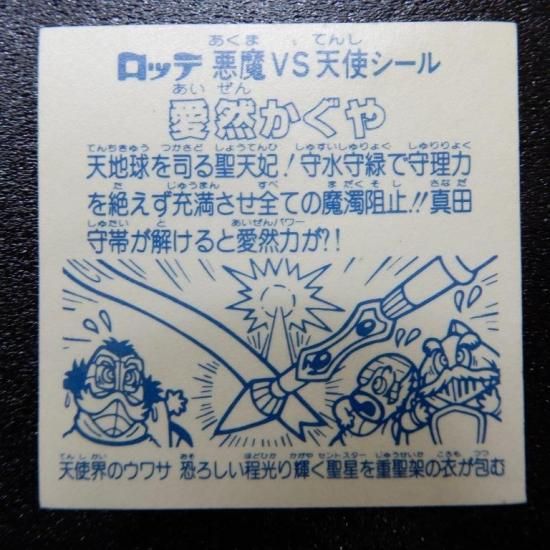 あくま てんし
ロッテ 悪魔VS天使シール
あい ぜん
愛然かぐや
てんちきゅう つかさど しょうてんひ しゅすいしゅりょく しゅりりょく
天地球を司る聖天妃!守水守緑で守理力
た じゅうまん すべ まだくそし さなだ
を絶えず充満させ全ての魔濁阻止!!真田
しゅたい と あいぜんパワー
守帯が解けると愛然力が?!
てんしかい おそ ほどひか かがや セントスター じゅうせいか ころも つつ
天使界のウワサ 恐ろしい程光り輝く聖星を重聖架の衣が包む